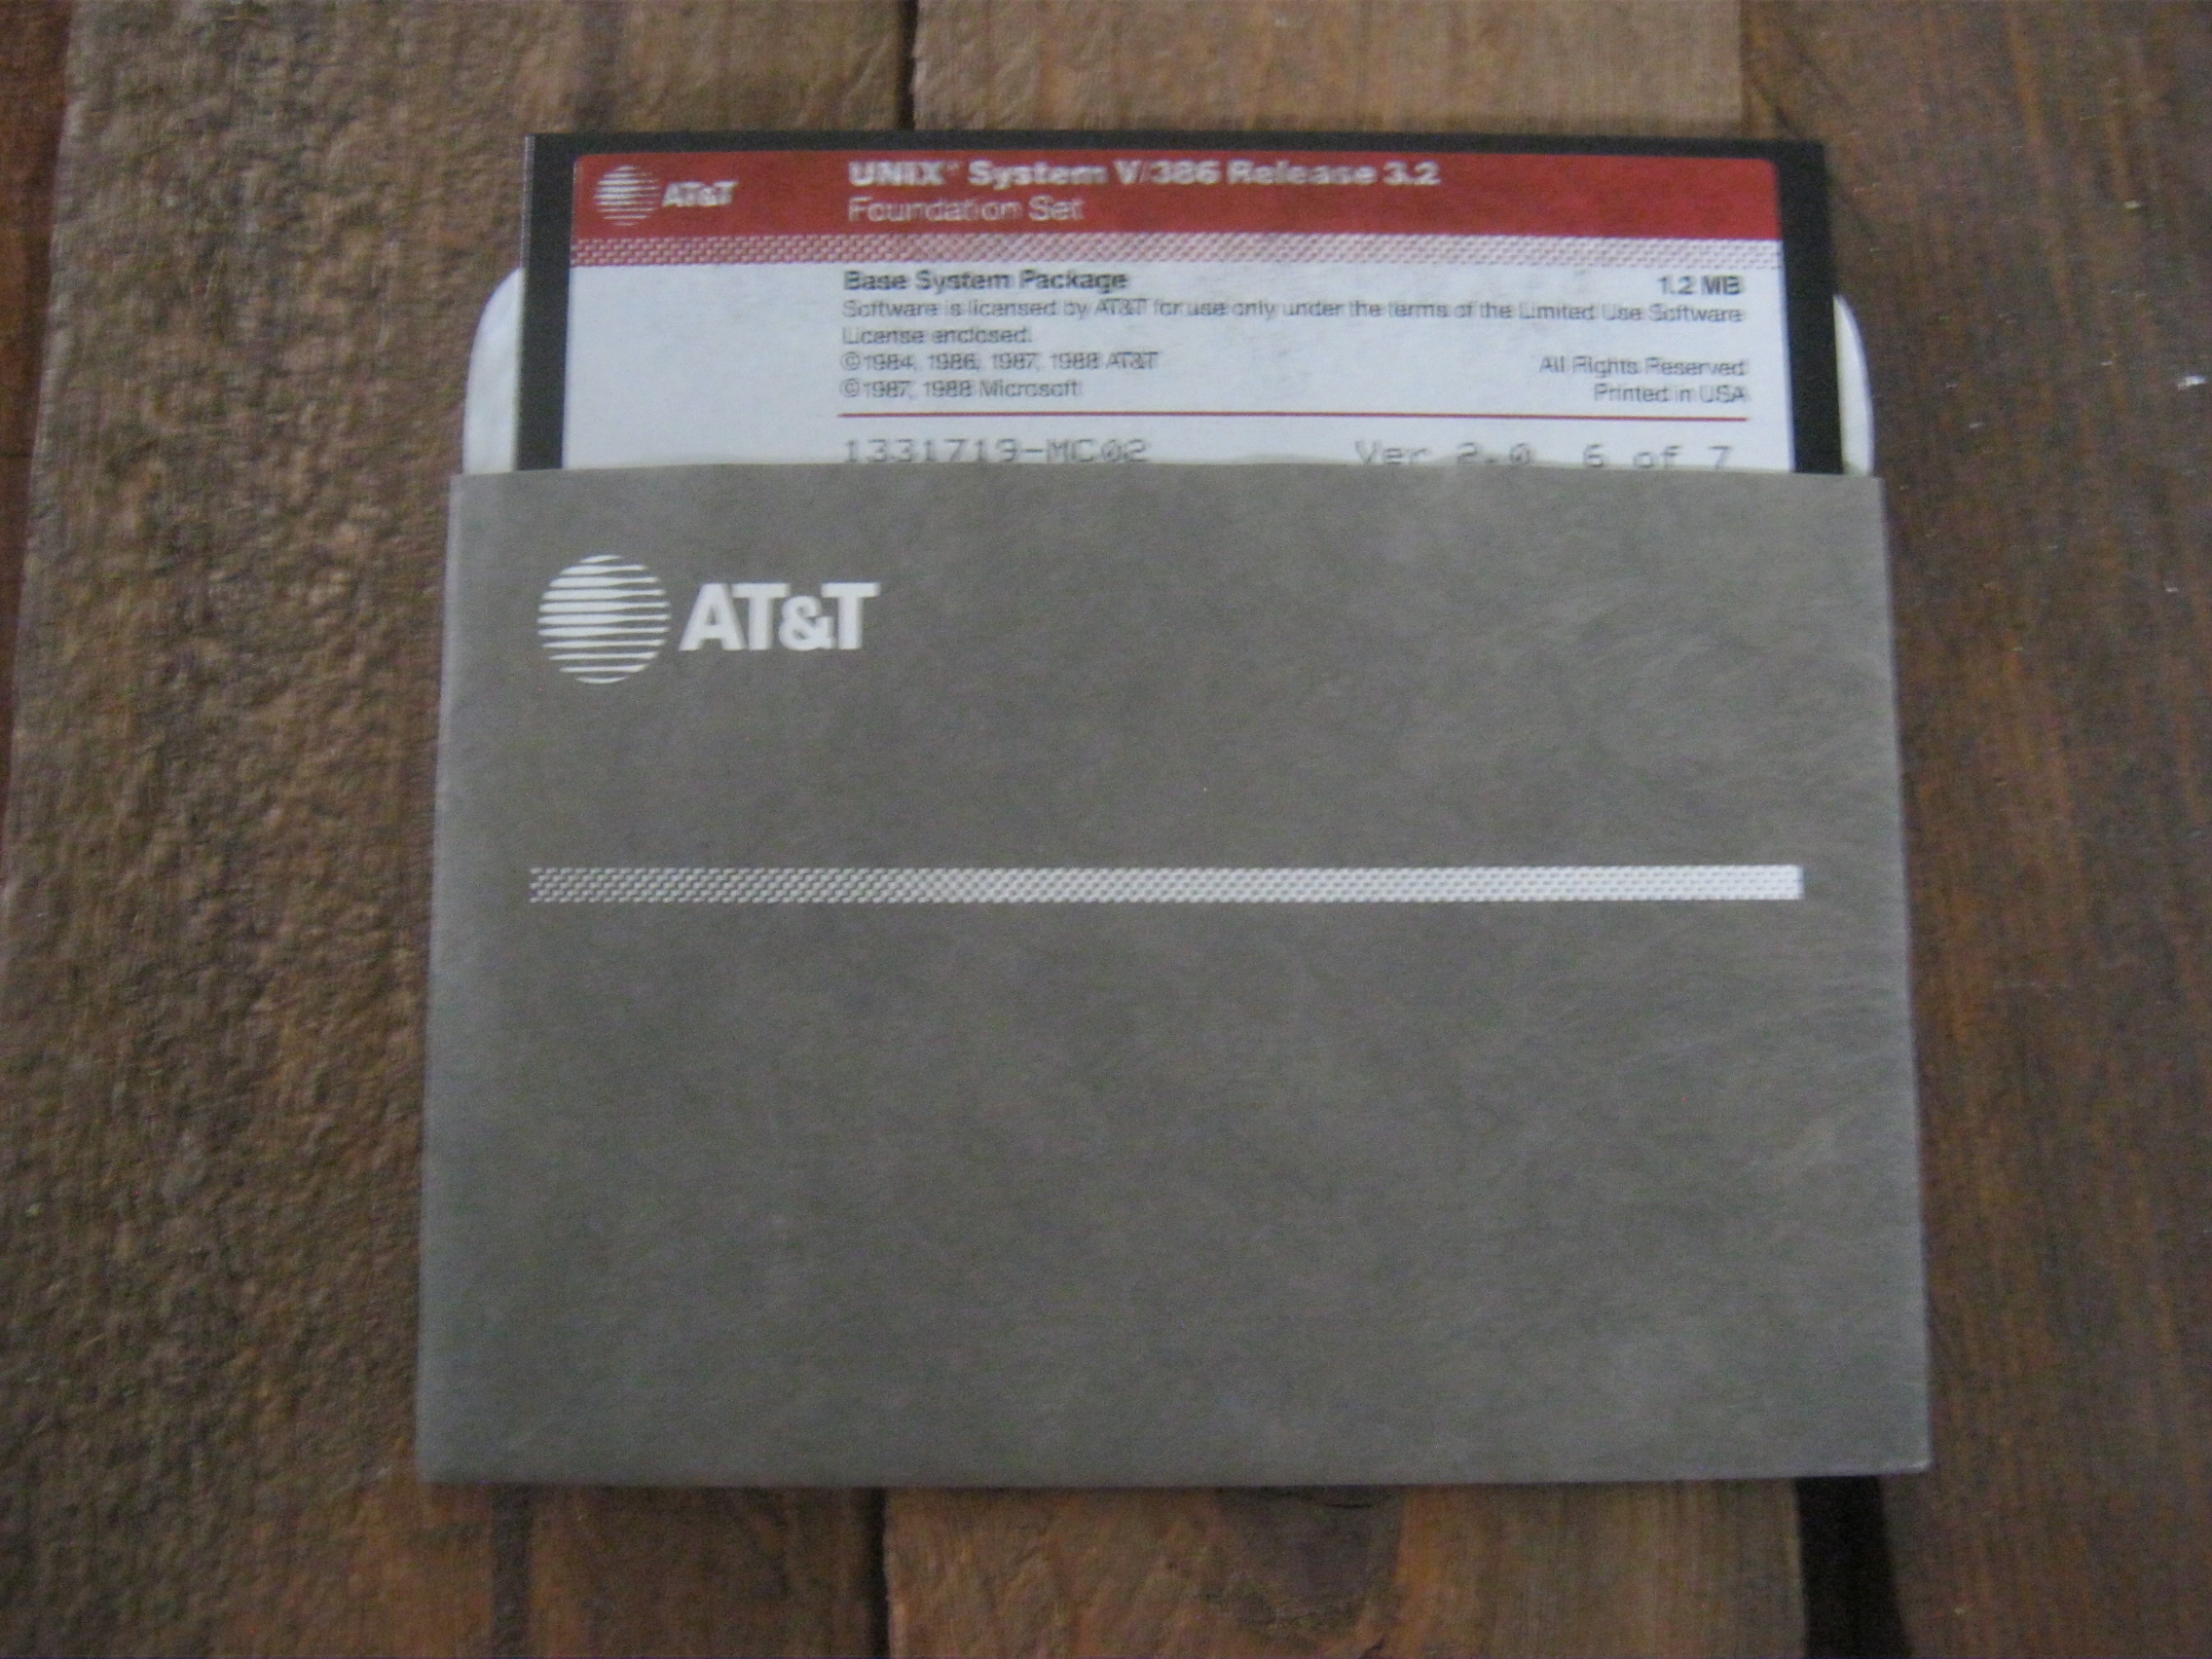 AT&T
UNIX® System V/386 Release 3.2
Foundation Set
Base System Package 1.2 MB
Software is licensed by AT&T for use only under the terms of the Limited Use Software
License enclosed.
©1984, 1986, 1987, 1988 AT&T All Rights Reserved
©1987, 1988 Microsoft Printed in USA
1331719-MC02 Ver 2.0 6 of 7
AT&T